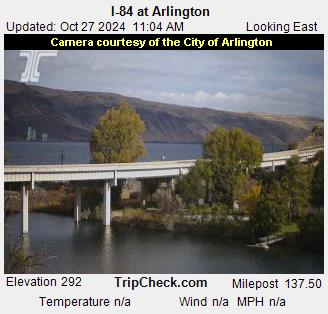 I-84 at Arlington
Updated: Oct 27 2024 11:04 AM Looking East
Camera courtesy of the City of Arlington
Elevation 292 TripCheck.com Milepost 137.50
Temperature n/a Wind n/a MPH n/a